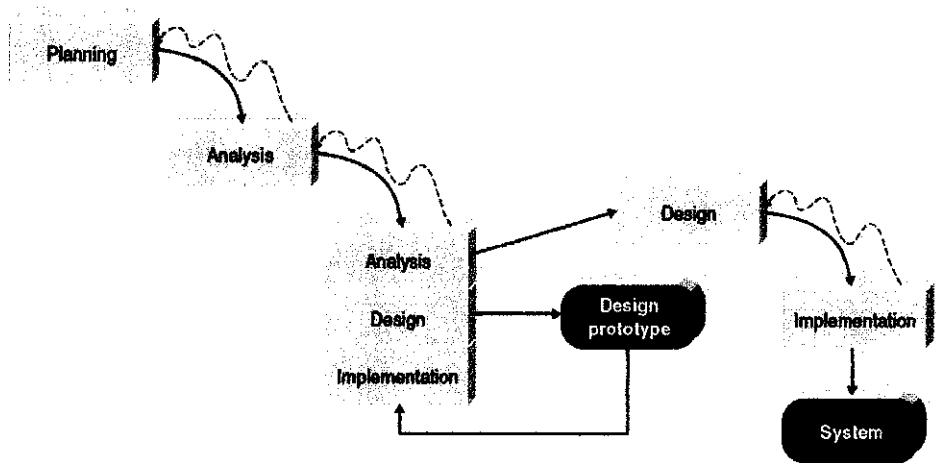 Planning
Analysis
Analysis
Design
Implementation
Design
prototype
Design
Implementation
System